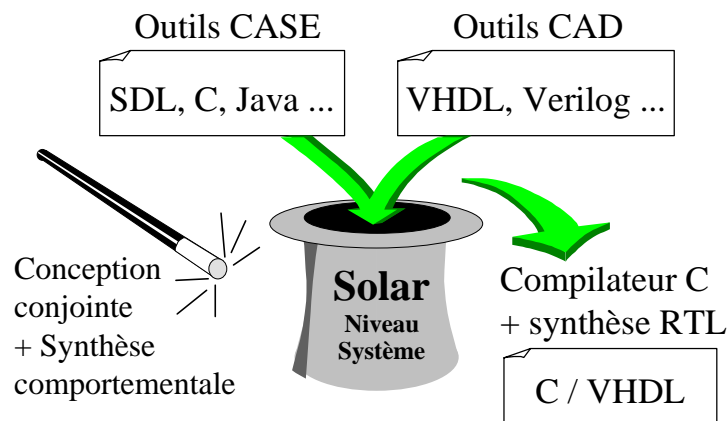 Outils CASE
Outils CAD
SDL, C, Java ...
VHDL, Verilog ...
Conception
conjointe
+ Synthèse
comportementale
Solar
Niveau
Système
Compilateur C
+ synthèse RTL
C / VHDL